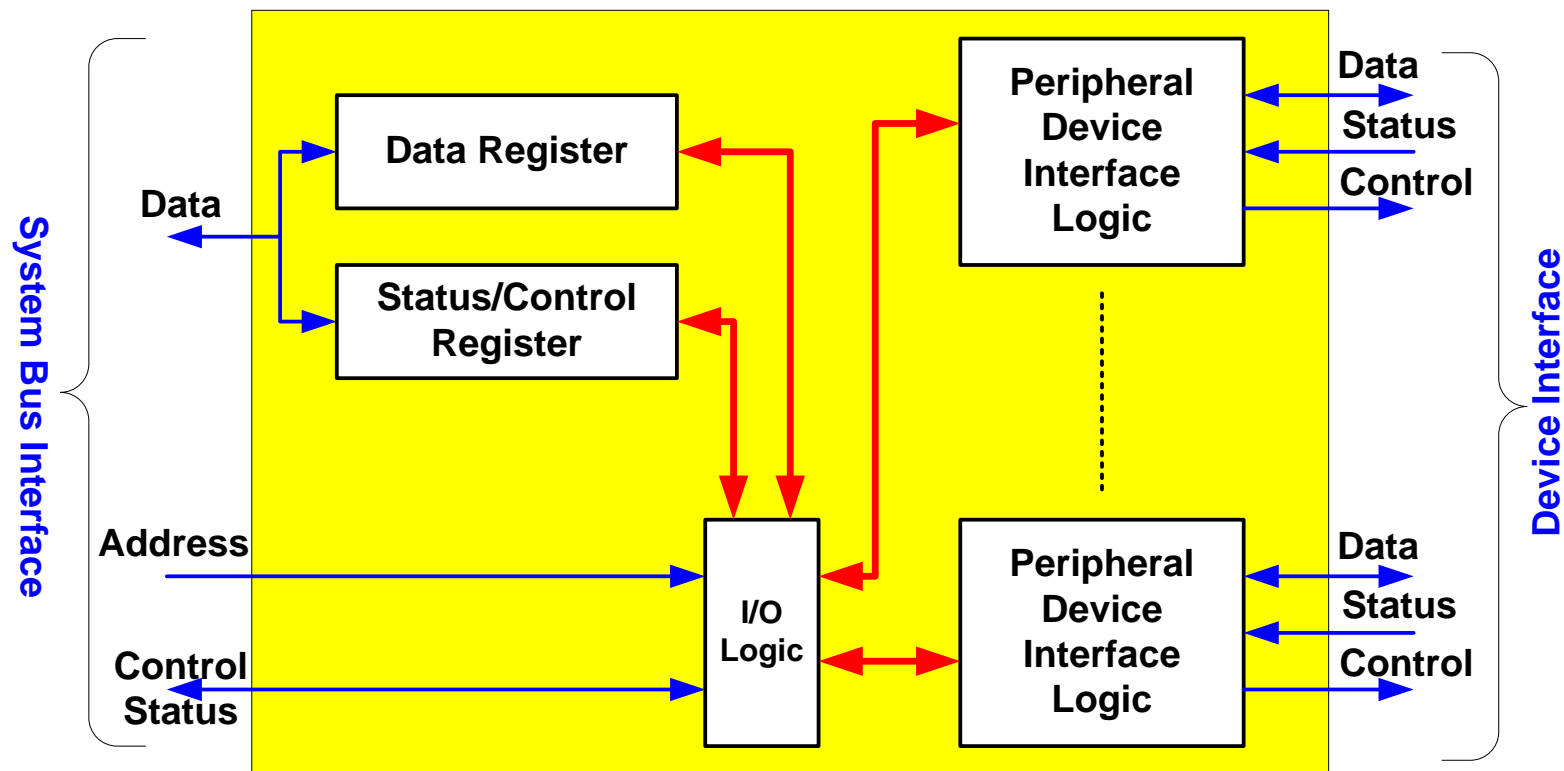 System Bus Interface
Data
Address
Control
Status
Data Register
Status/Control
Register
I/O
Logic
Peripheral
Device
Interface
Logic
Peripheral
Device
Interface
Logic
Data
Status
Control
Data
Status
Control
Device Interface